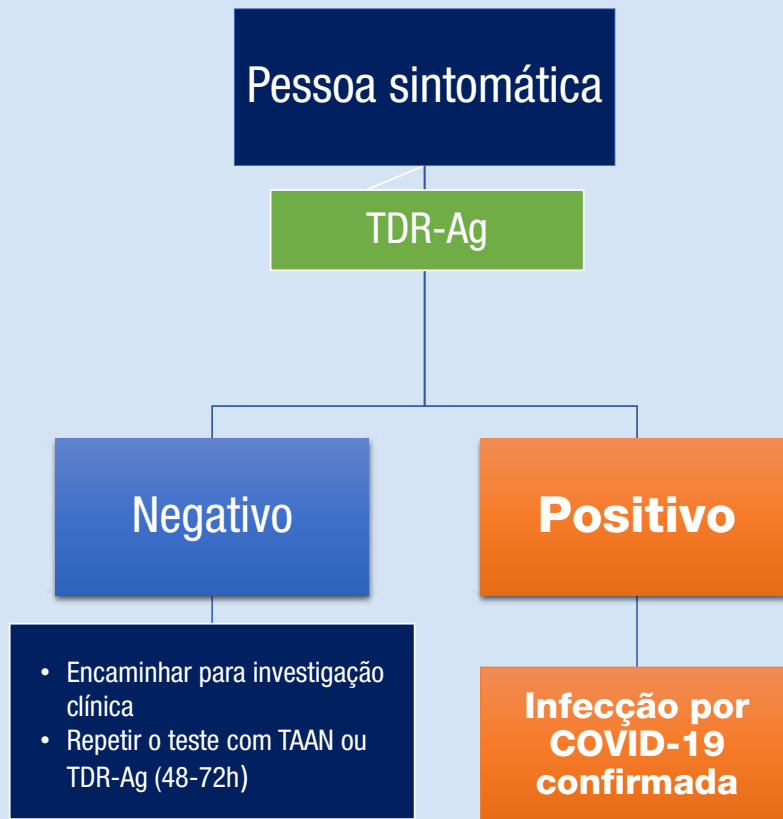 Pessoa sintomática
TDR-Ag
Negativo
Positivo
• Encaminhar para investigação
clínica
• Repetir o teste com TAAN ou
TDR-Ag (48-72h)
Infecção por
COVID-19
confirmada